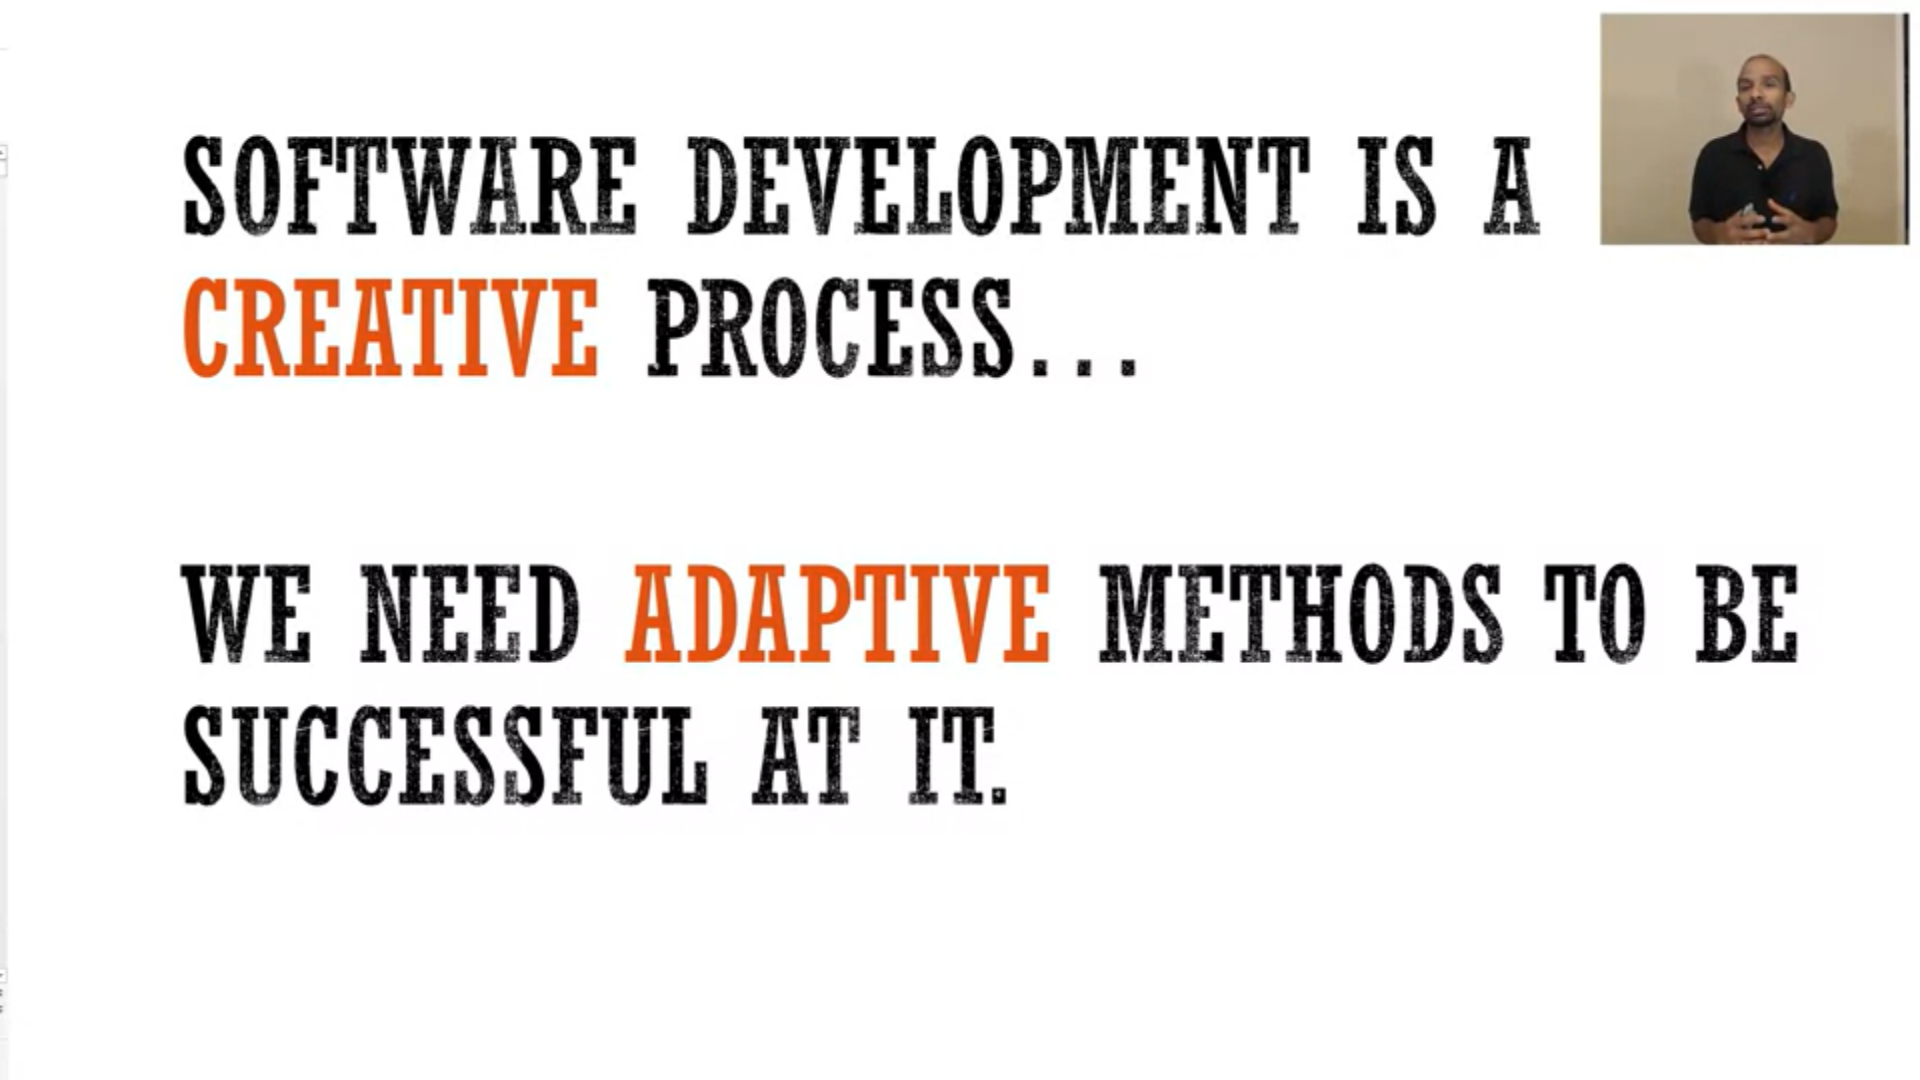 SOFTWARE DEVELOPMENT IS A
CREATIVE PROCESS...
WE NEED ADAPTIVE METHODS TO BE
SUCCESSFUL AT IT.